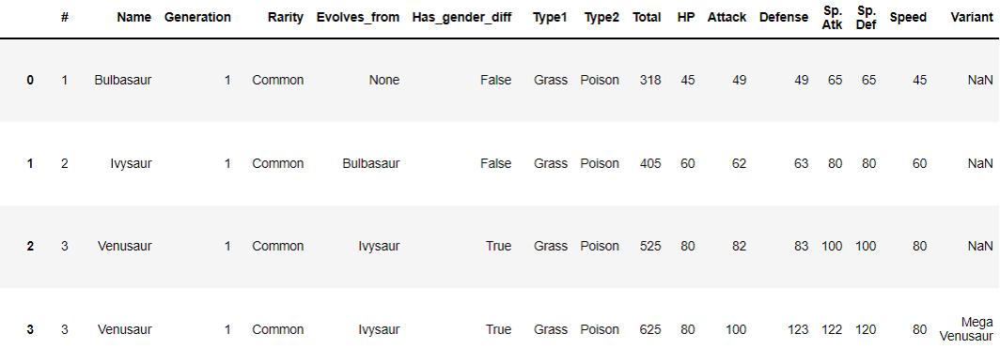 # Name Generation Rarity Evolves_from Has_gender_diff Type1 Type2 Total HP Attack Defense Sp. Atk Sp. Def Speed Variant
0 1 Bulbasaur 1 Common None False Grass Poison 318 45 49 49 65 65 45 NaN
1 2 Ivysaur 1 Common Bulbasaur False Grass Poison 405 60 62 63 80 80 60 NaN
2 3 Venusaur 1 Common Ivysaur True Grass Poison 525 80 82 83 100 100 80 NaN
3 3 Venusaur 1 Common Ivysaur True Grass Poison 625 80 100 123 122 120 80 Mega Venusaur